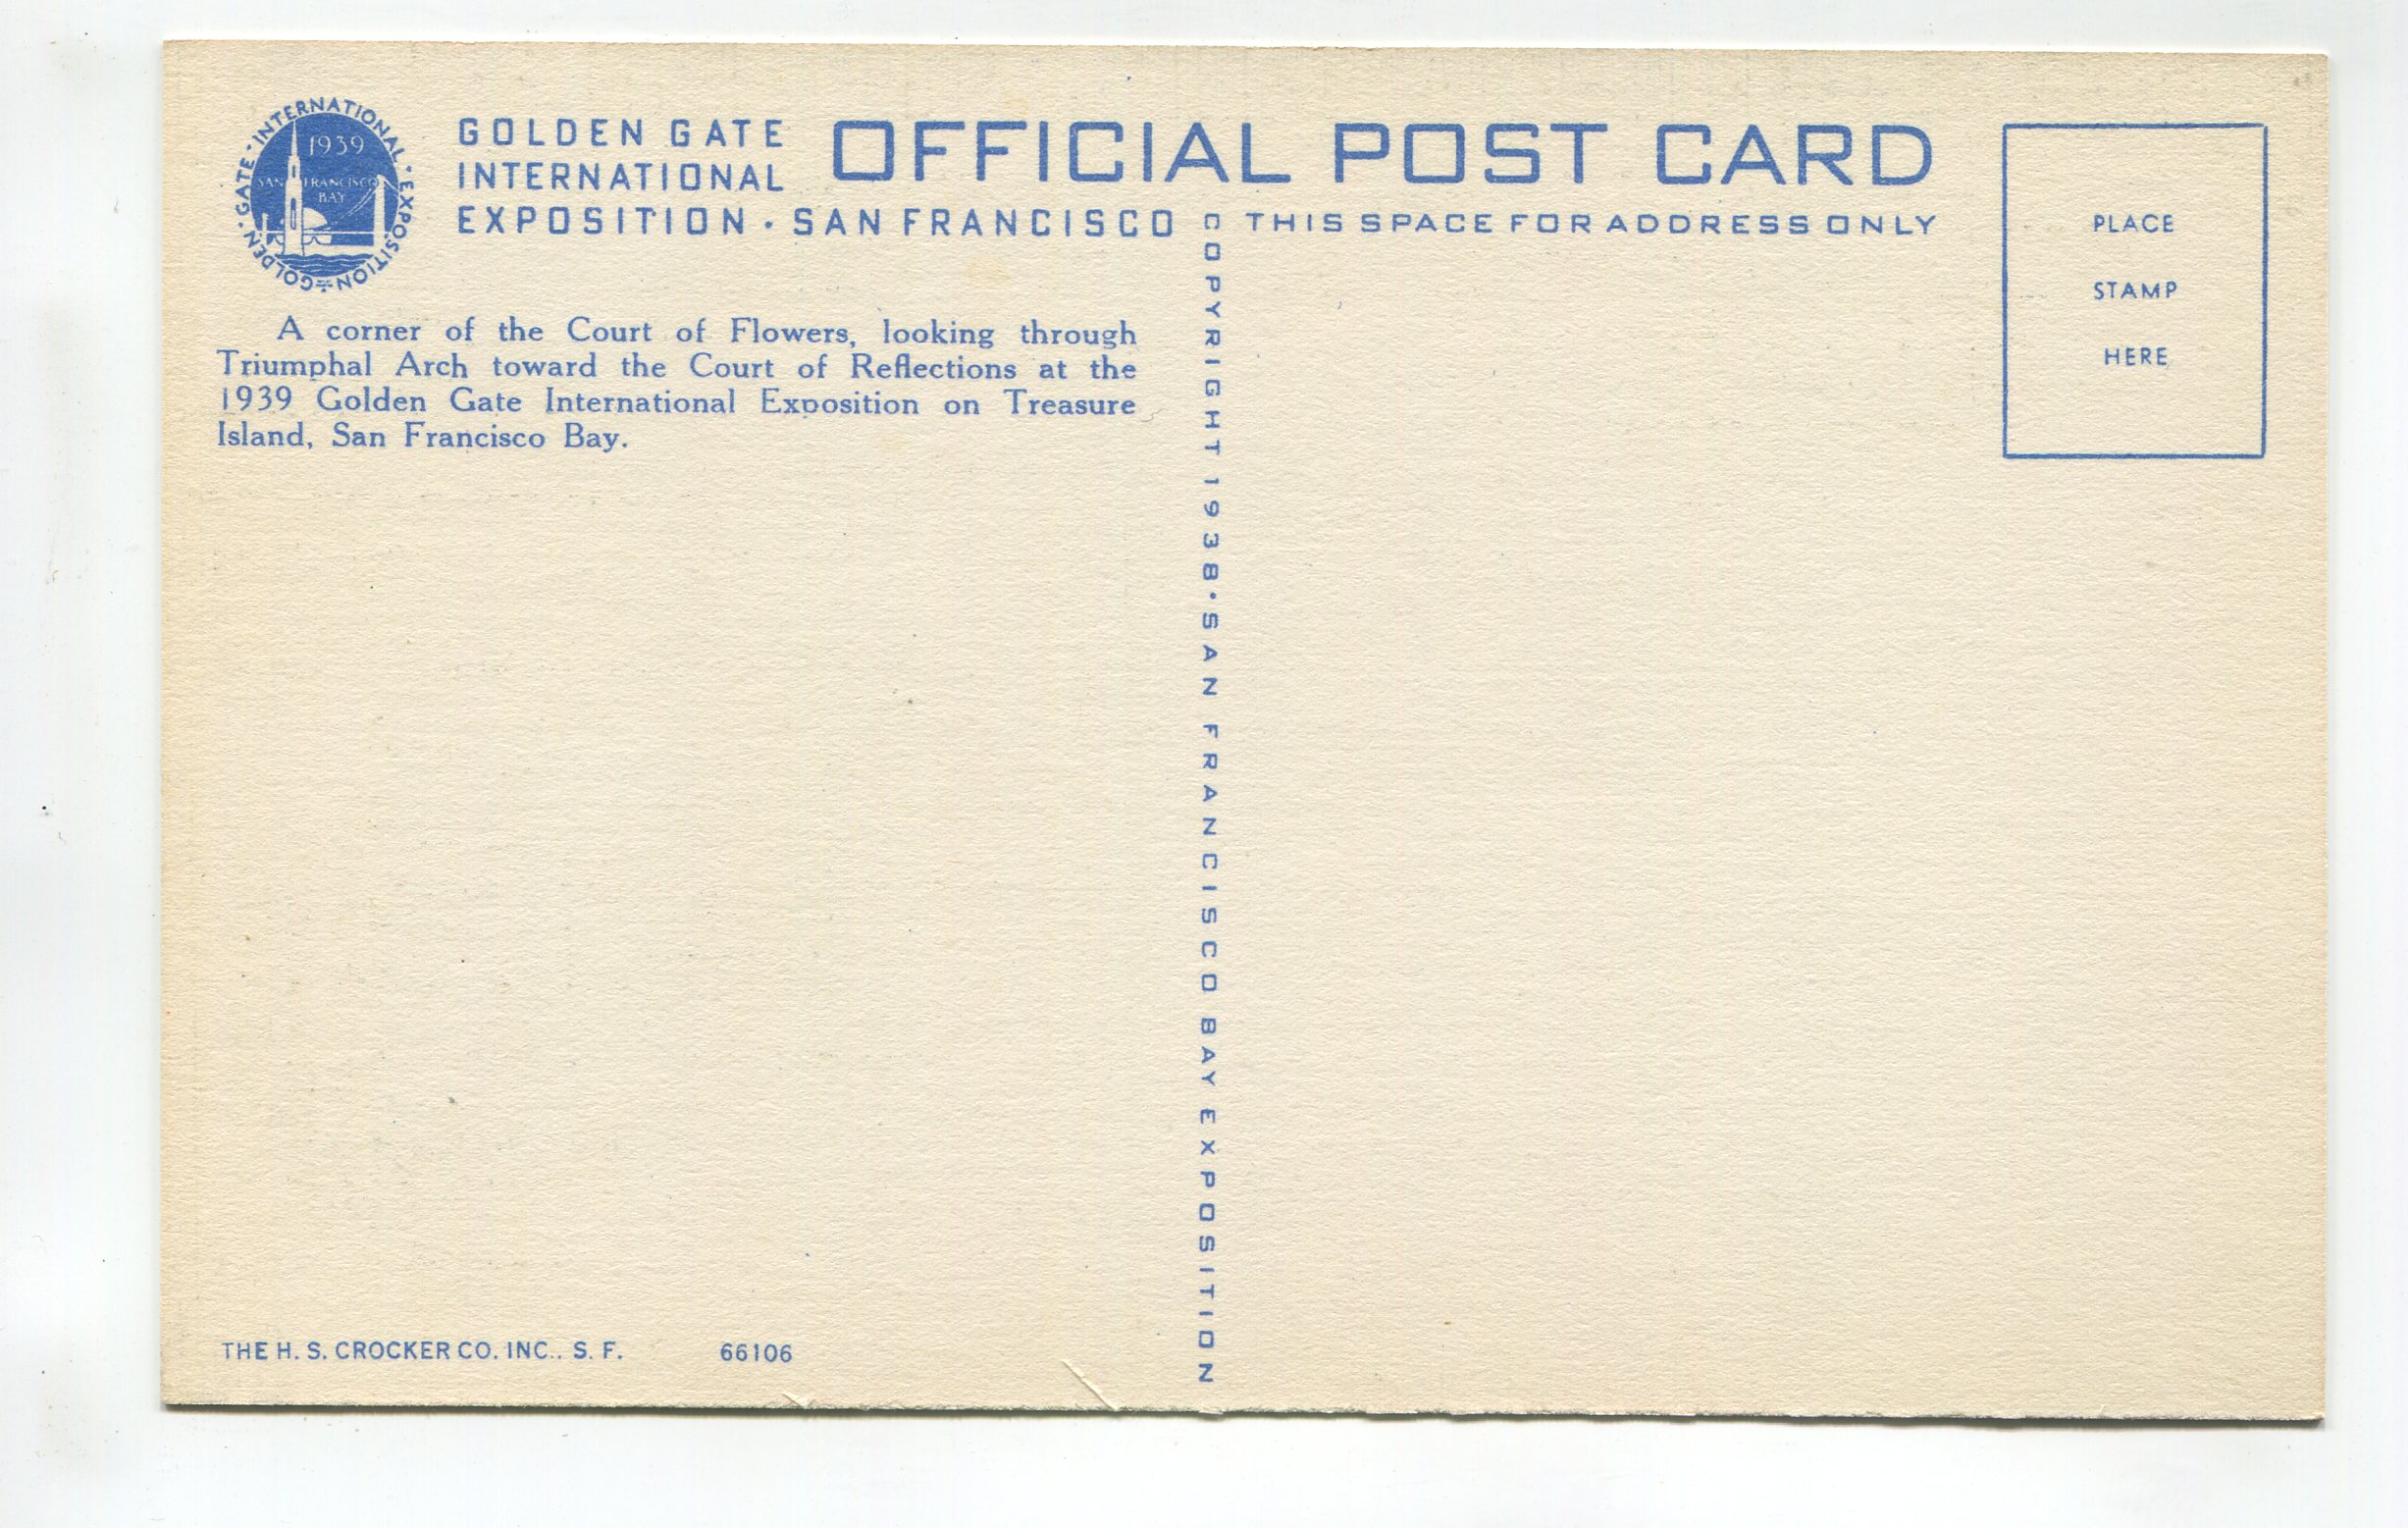 GOLDEN · GATE · INTERNATIONAL · EXPOSITION
1939
SAN FRANCISCO
BAY
GOLDEN GATE
INTERNATIONAL
EXPOSITION · SAN FRANCISCO
OFFICIAL POST CARD
THIS SPACE FOR ADDRESS ONLY
PLACE
STAMP
HERE
A corner of the Court of Flowers, looking through
Triumphal Arch toward the Court of Reflections at the
1939 Golden Gate International Exposition on Treasure
Island, San Francisco Bay.
COPYRIGHT 1938 · SAN FRANCISCO BAY EXPOSITION
THE H. S. CROCKER CO. INC.. S. F. 66106